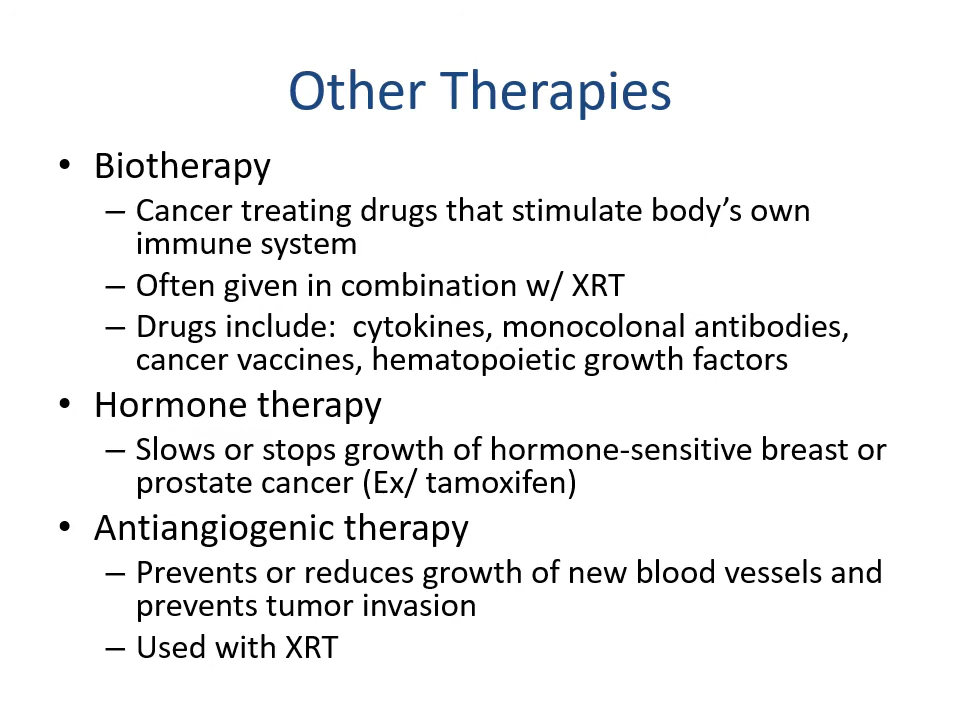 Other Therapies
• Biotherapy
– Cancer treating drugs that stimulate body’s own
immune system
– Often given in combination w/ XRT
– Drugs include:  cytokines, monocolonal antibodies,
cancer vaccines, hematopoietic growth factors
• Hormone therapy
– Slows or stops growth of hormone-sensitive breast or
prostate cancer (Ex/ tamoxifen)
• Antiangiogenic therapy
– Prevents or reduces growth of new blood vessels and
prevents tumor invasion
– Used with XRT